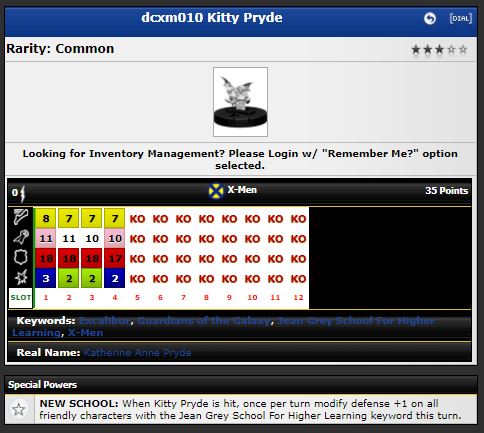 dcxm010 Kitty Pryde
[DIAL]
Rarity: Common
Looking for Inventory Management? Please Login w/ "Remember Me?" option
selected.
0 X-Men 35 Points
8 7 7 7 KO KO KO KO KO KO KO KO
11 11 10 10 KO KO KO KO KO KO KO KO
18 18 18 17 KO KO KO KO KO KO KO KO
3 2 2 2 KO KO KO KO KO KO KO KO
SLOT 1 2 3 4 5 6 7 8 9 10 11 12
Keywords: Excalibur, Guardians of the Galaxy, Jean Grey School For Higher
Learning, X-Men
Real Name: Katherine Anne Pryde
Special Powers
NEW SCHOOL: When Kitty Pryde is hit, once per turn modify defense +1 on all
friendly characters with the Jean Grey School For Higher Learning keyword this turn.